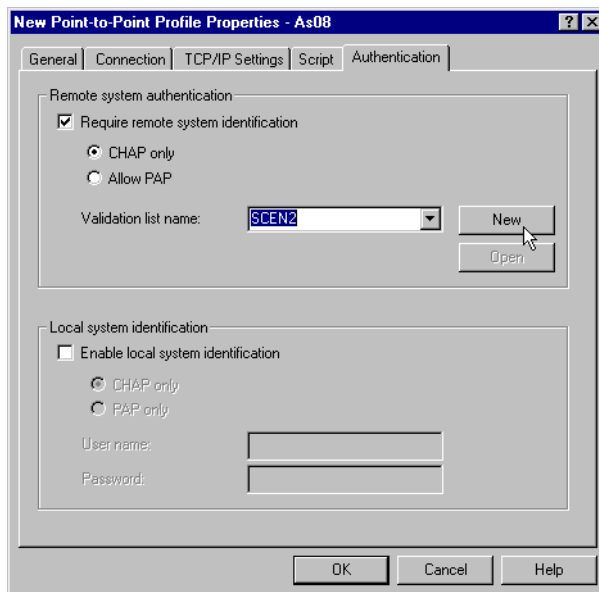 New Point-to-Point Profile Properties - As08
General Connection TCP/IP Settings Script Authentication
Remote system authentication
Require remote system identification
CHAP only
Allow PAP
Validation list name: SCEN2 New
Open
Local system identification
Enable local system identification
CHAP only
PAP only
User name:
Password:
OK Cancel Help